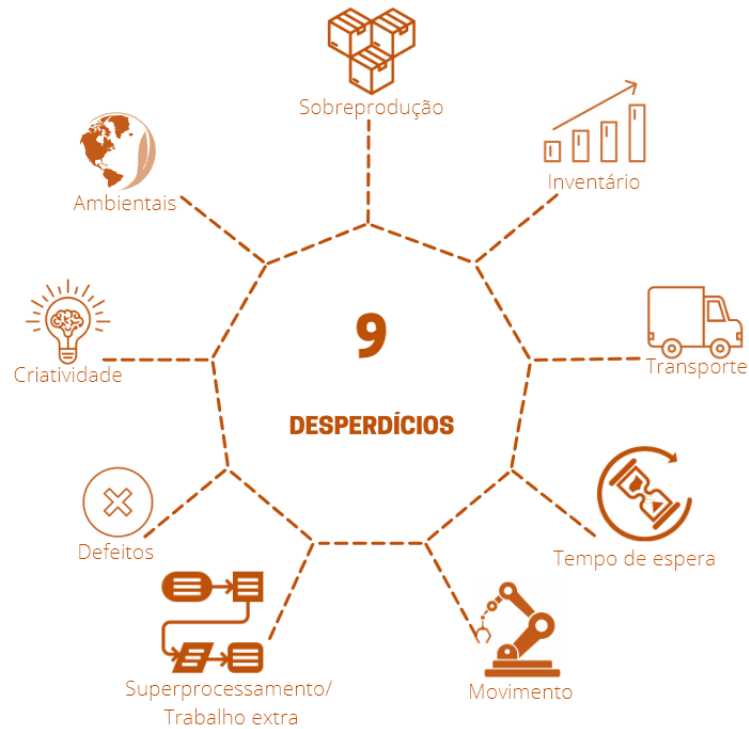 Sobreprodução
Inventário
Transporte
Tempo de espera
Movimento
Superprocessamento/
Trabalho extra
Defeitos
Criatividade
Ambientais
9
DESPERDÍCIOS